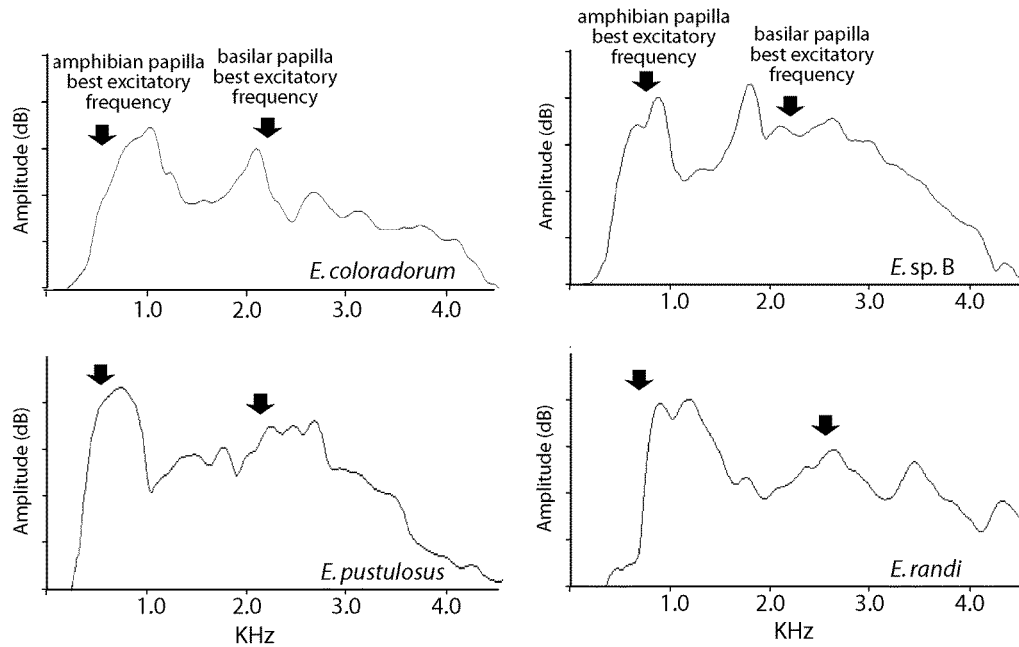 amphibian papilla
best excitatory
frequency
basilar papilla
best excitatory
frequency
Amplitude (dB)
E. coloradorum
1.0 2.0 3.0 4.0
amphibian papilla
best excitatory
frequency
basilar papilla
best excitatory
frequency
Amplitude (dB)
E. sp. B
1.0 2.0 3.0 4.0
Amplitude (dB)
E. pustulosus
1.0 2.0 3.0 4.0
KHz
Amplitude (dB)
E. randi
1.0 2.0 3.0 4.0
KHz